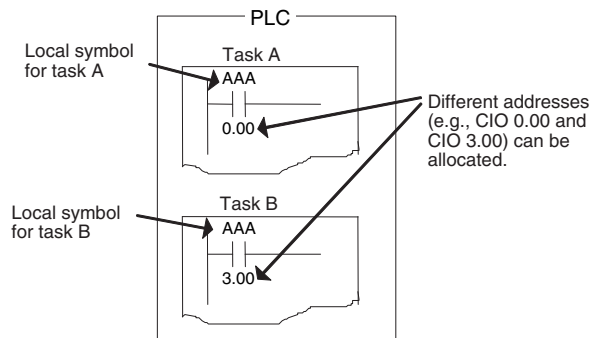 PLC
Local symbol
for task A
Task A
AAA
0.00
Different addresses
(e.g., CIO 0.00 and
CIO 3.00) can be
allocated.
Local symbol
for task B
Task B
AAA
3.00